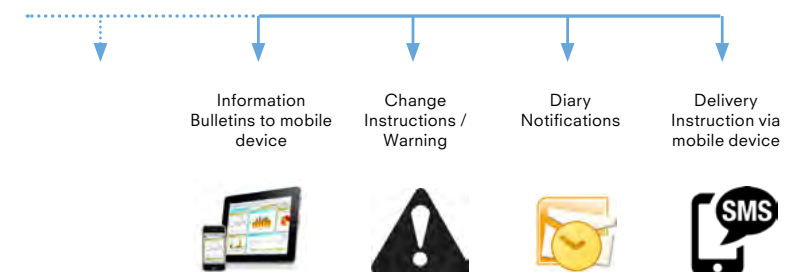 Information
Bulletins to mobile
device
Change
Instructions /
Warning
Diary
Notifications
Delivery
Instruction via
mobile device
SMS